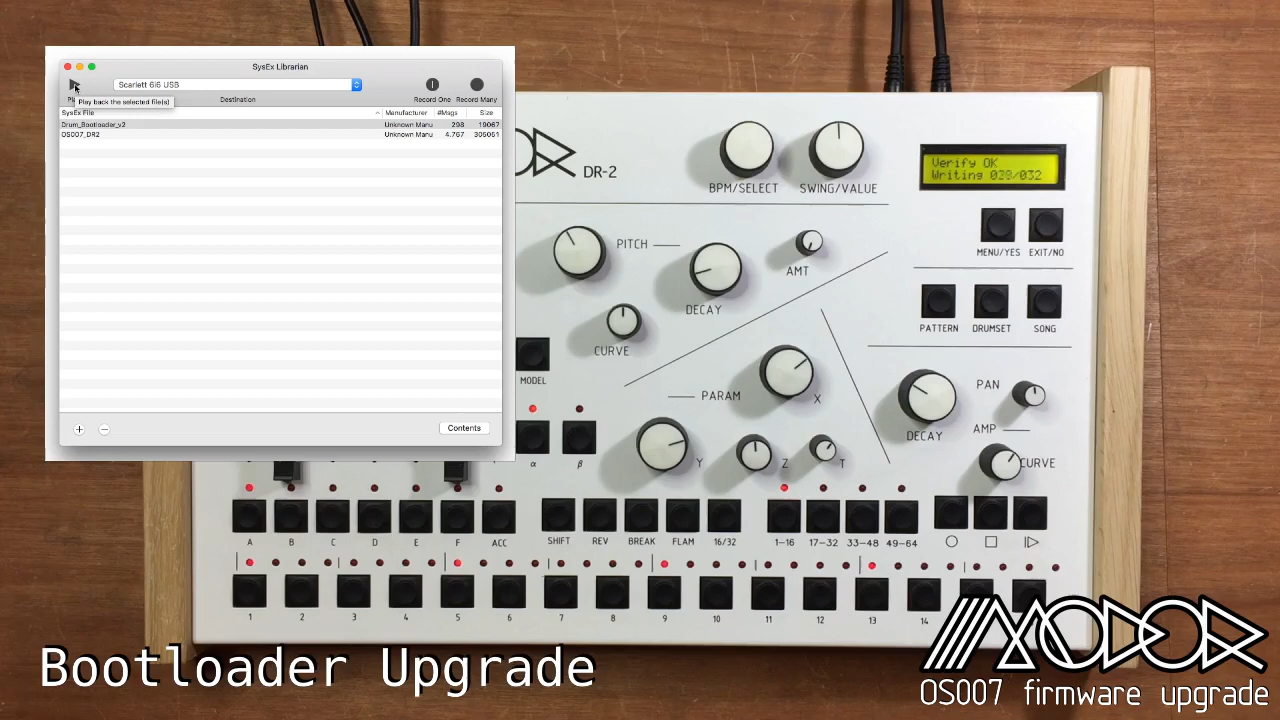 SysEx Librarian
Scarlett 6i6 USB
Play back the selected file(s)
Destination
Record One
Record Many
SysEx File
Manufacturer
#Msgs
Size
Drum_Bootloader_v2 Unknown Manu 298 19067
OS007_DR2 Unknown Manu 4.767 305051
Contents
DR-2
BPM/SELECT
SWING/VALUE
Verify OK
Writing 028/032
MENU/YES
EXIT/NO
PITCH
AMT
DECAY
CURVE
PATTERN
DRUMSET
SONG
MODEL
PARAM
X
PAN
DECAY
AMP
CURVE
Y
Z
T
α
β
A B C D E F ACC
SHIFT REV BREAK FLAM 16/32
1-16 17-32 33-48 49-64
1 2 3 4 5 6 7 8 9 10 11 12 13 14
Bootloader Upgrade
MODOR
OS007 firmware upgrade